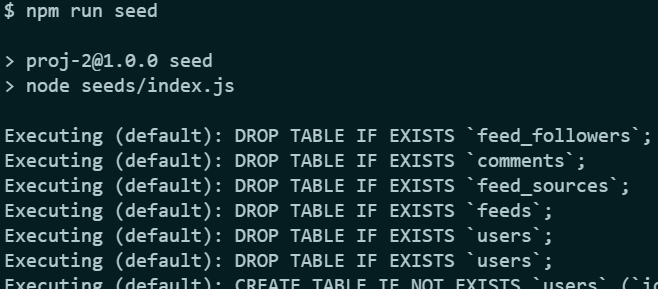 $ npm run seed
> proj-2@1.0.0 seed
> node seeds/index.js
Executing (default): DROP TABLE IF EXISTS `feed_followers`;
Executing (default): DROP TABLE IF EXISTS `comments`;
Executing (default): DROP TABLE IF EXISTS `feed_sources`;
Executing (default): DROP TABLE IF EXISTS `feeds`;
Executing (default): DROP TABLE IF EXISTS `users`;
Executing (default): DROP TABLE IF EXISTS `users`;
Executing (default): CREATE TABLE IF NOT EXISTS `users` (`i